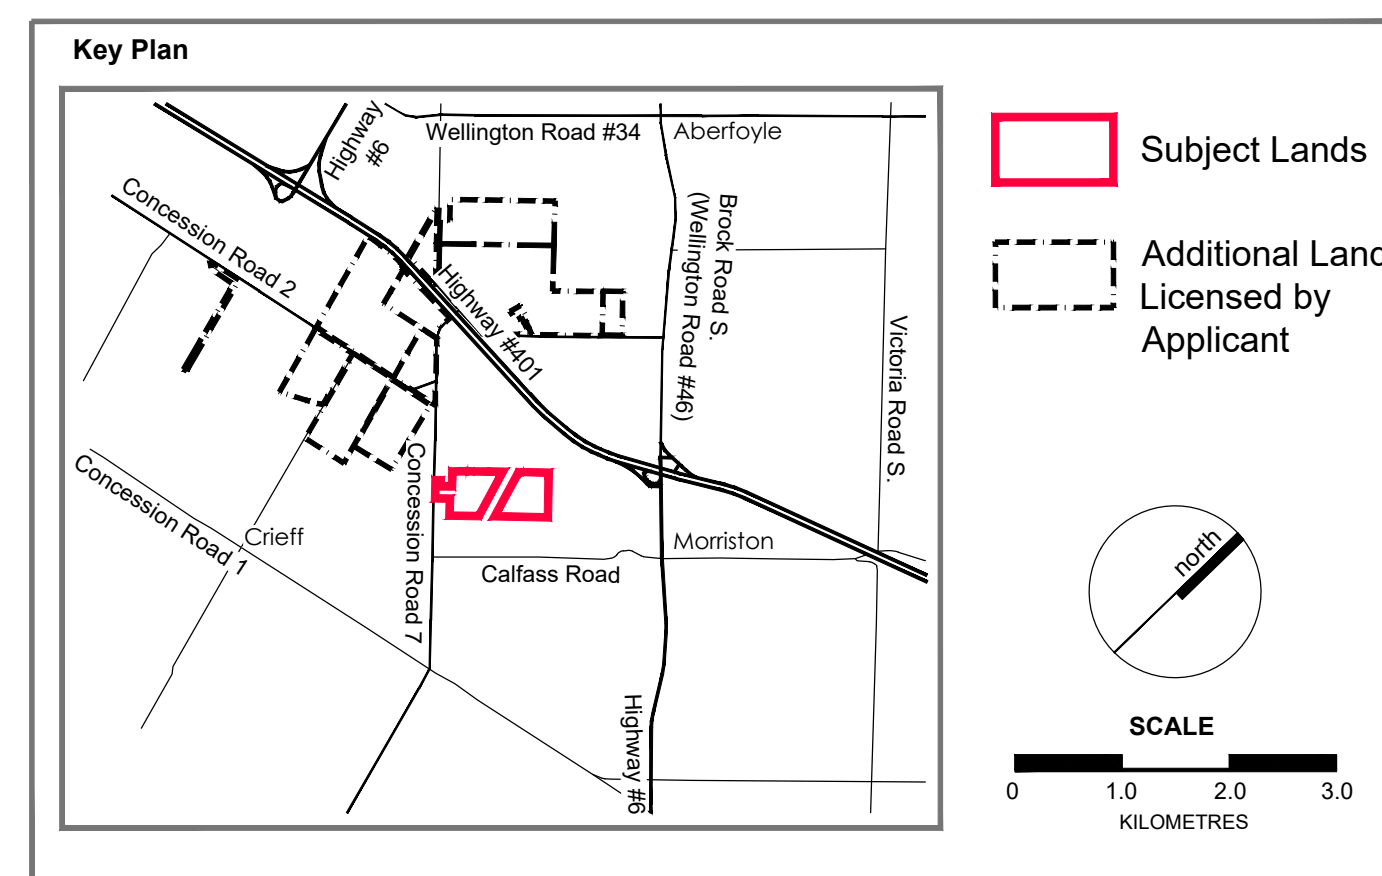 Key Plan
Highway
#6
Wellington Road #34
Aberfoyle
Concession Road 2
Brock Road S.
(Wellington Road #46)
Highway #401
Victoria Road S.
Concession Road 1
Crieff
Concession Road 7
Morriston
Calfass Road
Highway #6
Subject Lands
Additional Land
Licensed by
Applicant
north
SCALE
0 1.0 2.0 3.0
KILOMETRES